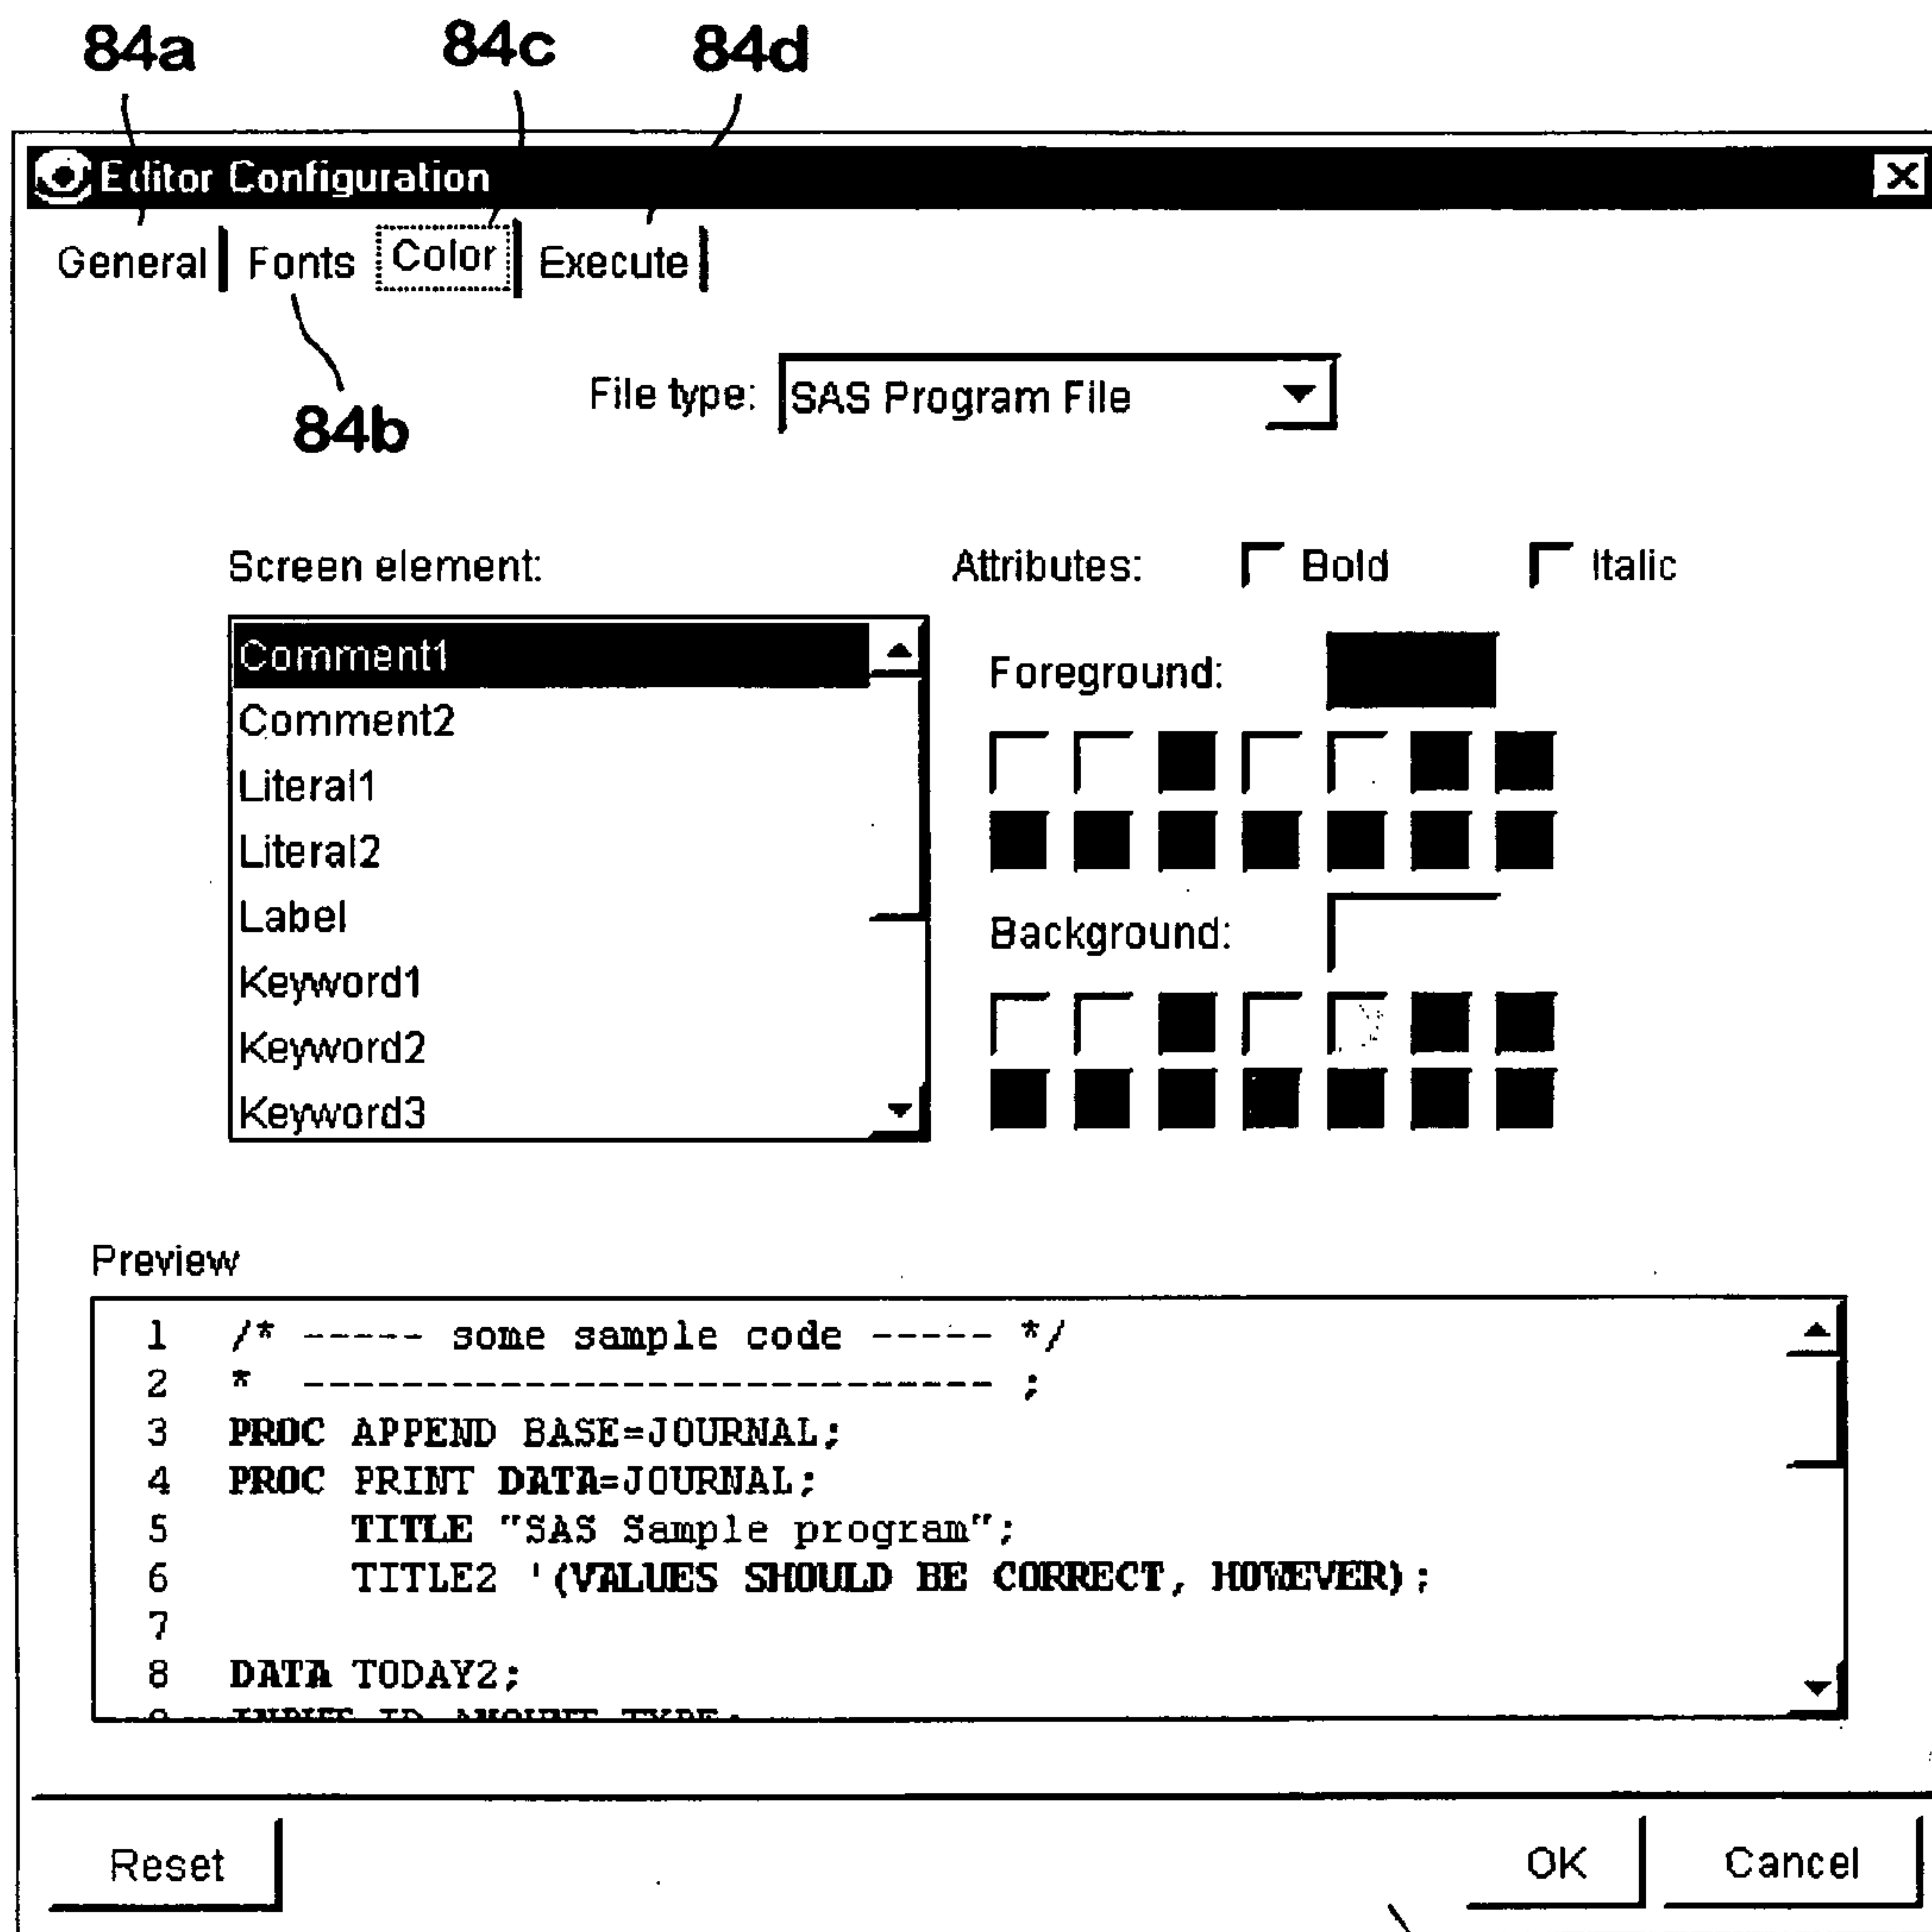 84a 84c 84d
Editor Configuration
General Fonts Color Execute
84b
File type: SAS Program File
Screen element:
Attributes: Bold Italic
Comment1
Comment2
Literal1
Literal2
Label
Keyword1
Keyword2
Keyword3
Foreground:
Background:
Preview
1 /* ----- some sample code ----- */
2 * ---------------------------- ;
3 PROC APPEND BASE=JOURNAL;
4 PROC PRINT DATA=JOURNAL;
5 TITLE "SAS Sample program";
6 TITLE2 '(VALUES SHOULD BE CORRECT, HOWEVER);
7
8 DATA TODAY2;
Reset OK Cancel